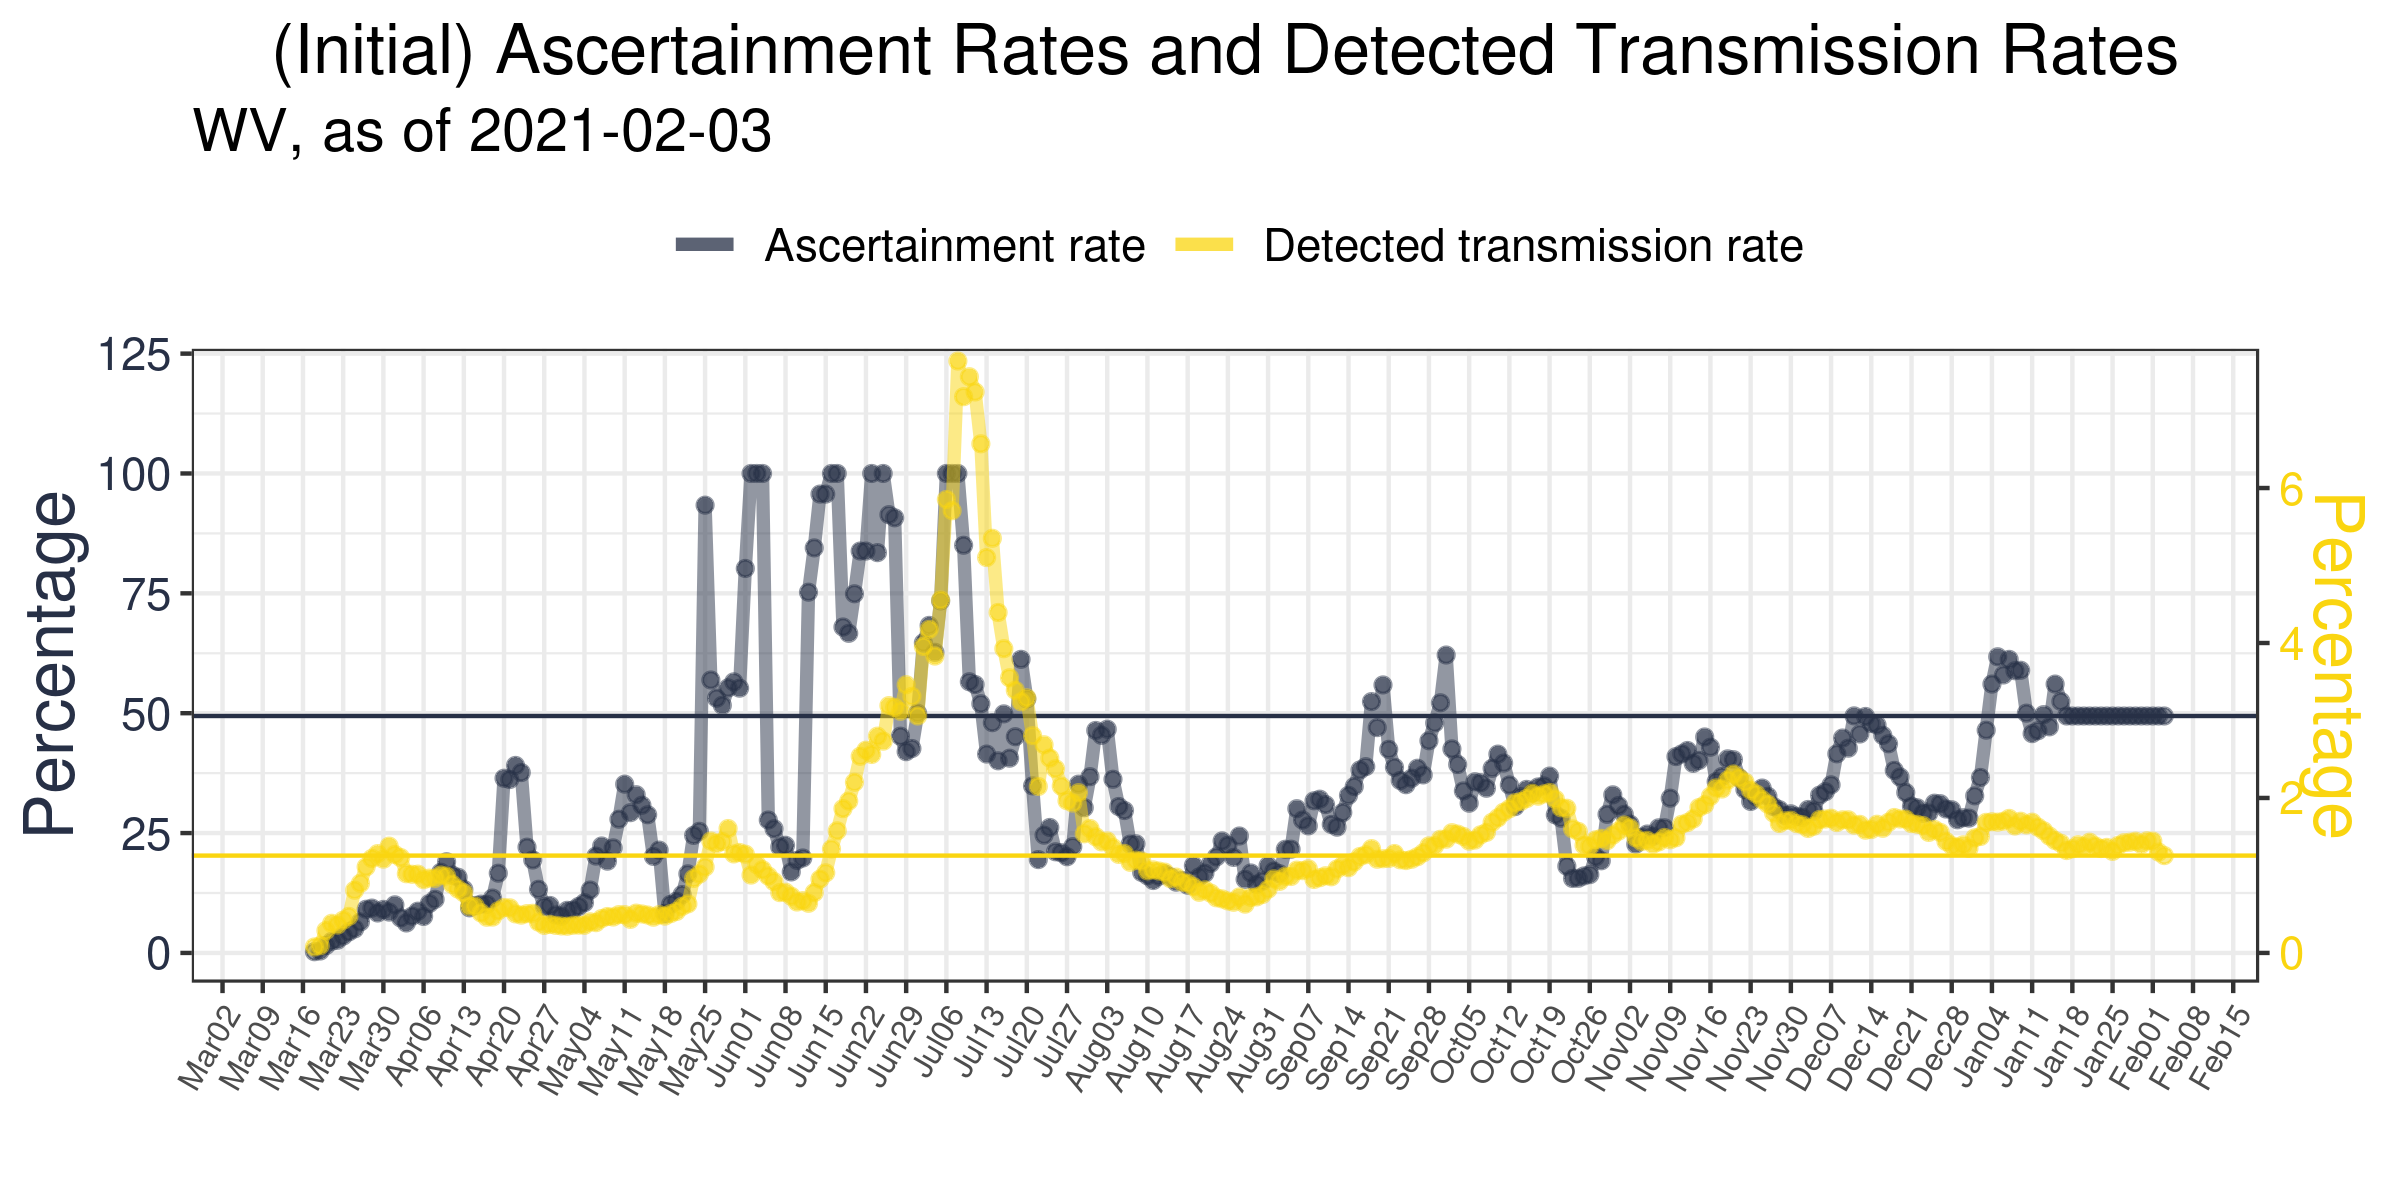 (Initial) Ascertainment Rates and Detected Transmission Rates
WV, as of 2021-02-03
Ascertainment rate Detected transmission rate
Percentage
125
100
75
50
25
0
6
4
2
0
Percentage
Mar02 Mar09 Mar16 Mar23 Mar30 Apr06 Apr13 Apr20 Apr27 May04 May11 May18 May25 Jun01 Jun08 Jun15 Jun22 Jun29 Jul06 Jul13 Jul20 Jul27 Aug03 Aug10 Aug17 Aug24 Aug31 Sep07 Sep14 Sep21 Sep28 Oct05 Oct12 Oct19 Oct26 Nov02 Nov09 Nov16 Nov23 Nov30 Dec07 Dec14 Dec21 Dec28 Jan04 Jan11 Jan18 Jan25 Feb01 Feb08 Feb15